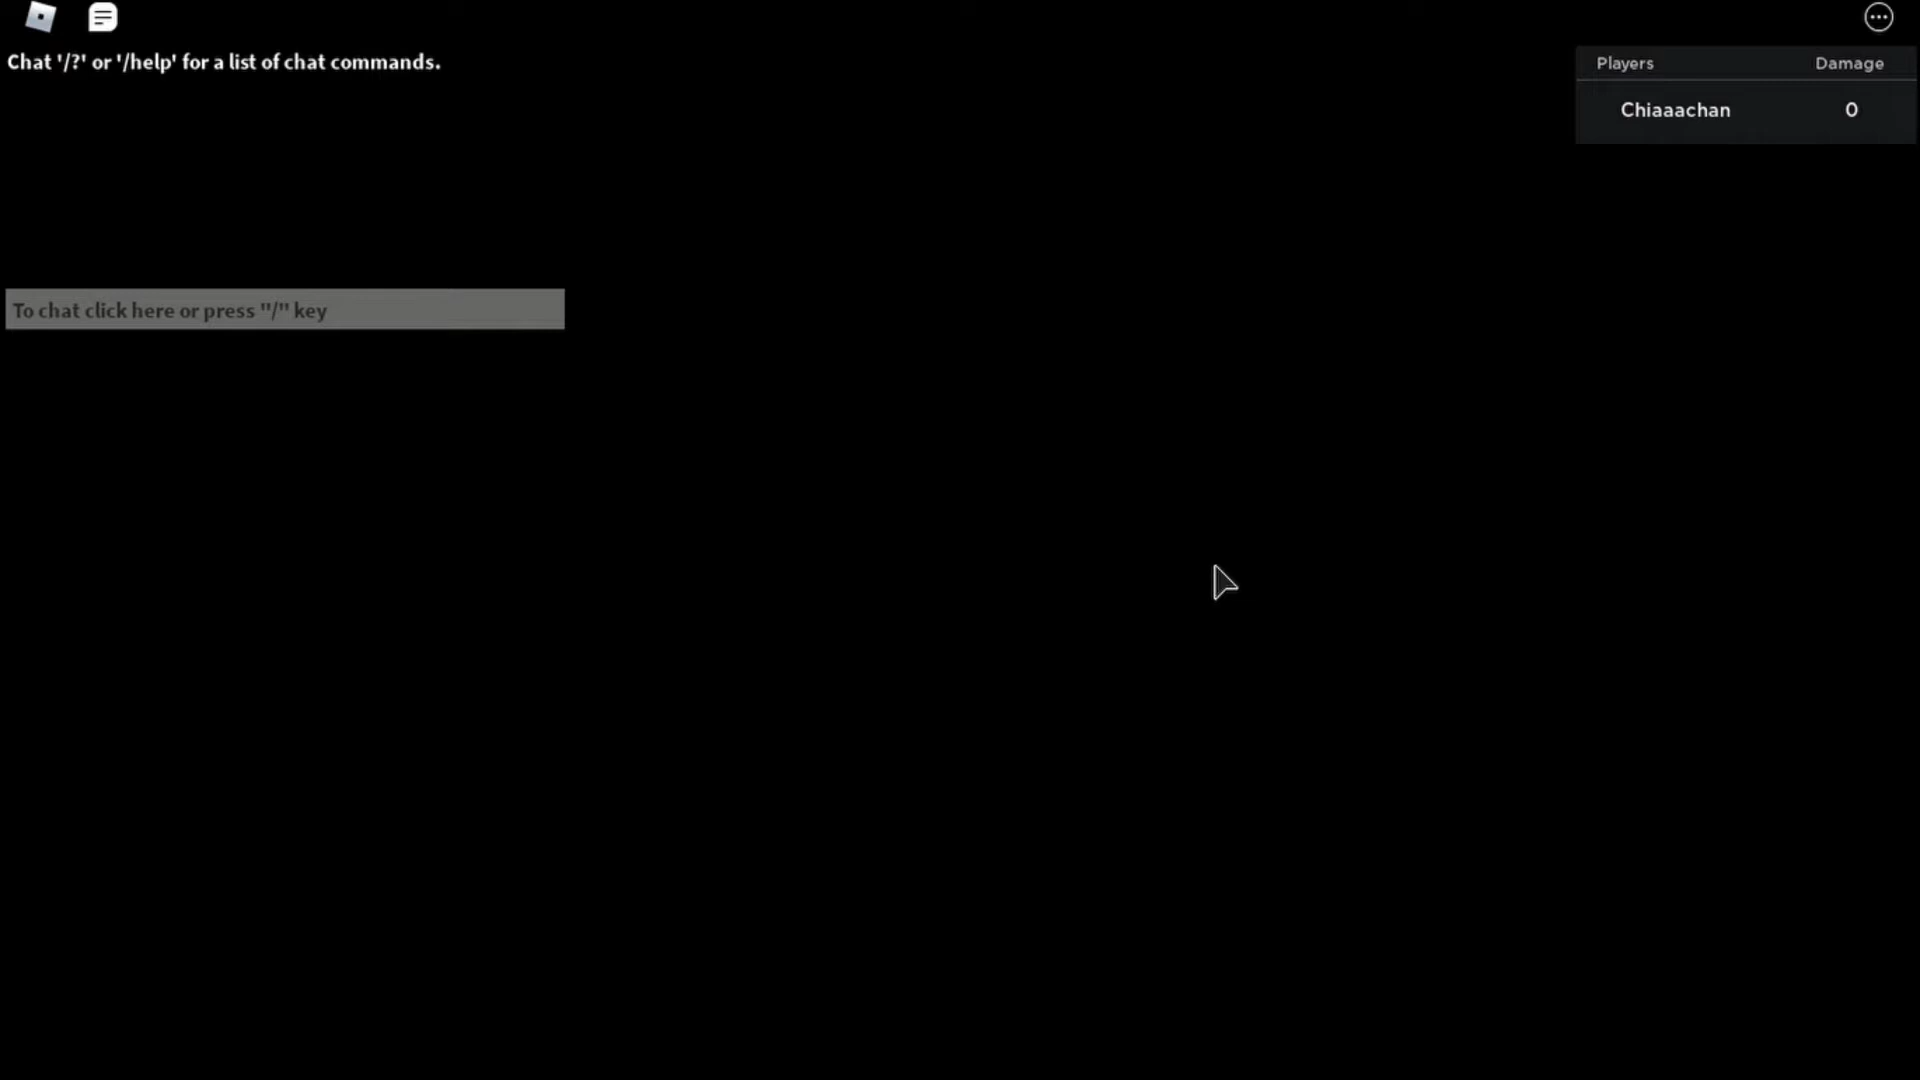 Chat '/?' or '/help' for a list of chat commands.
Players Damage
Chiaaachan 0
To chat click here or press "/" key